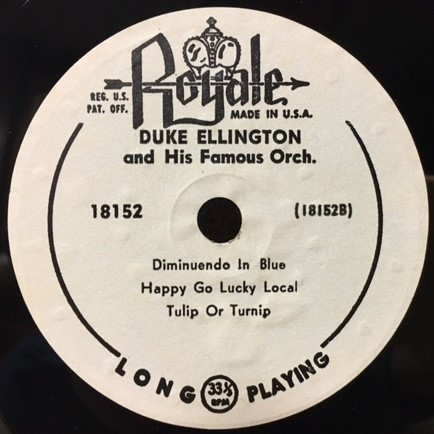 Royale
REG. U.S.
PAT. OFF.
MADE IN U.S.A.
DUKE ELLINGTON
and His Famous Orch.
18152
(18152B)
Diminuendo In Blue
Happy Go Lucky Local
Tulip Or Turnip
LONG 33⅓ RPM PLAYING